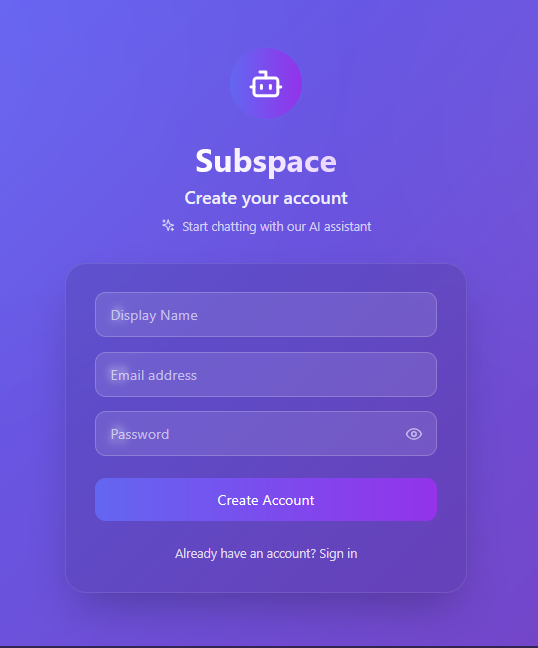 Subspace
Create your account
Start chatting with our AI assistant
Display Name
Email address
Password
Create Account
Already have an account? Sign in